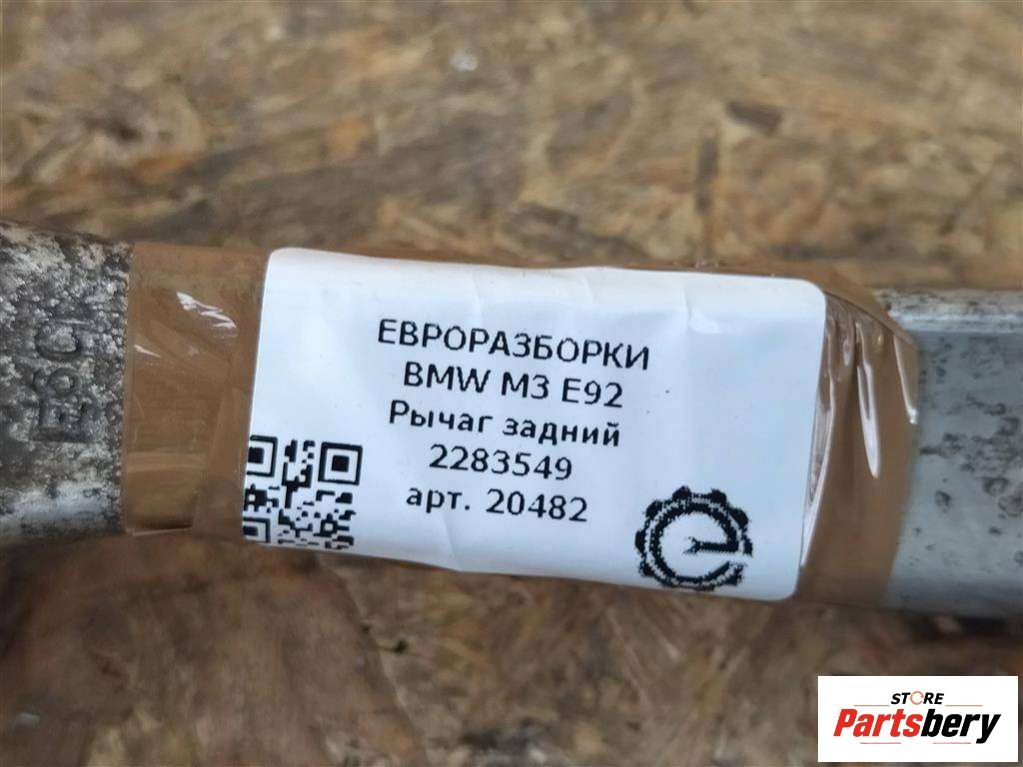 ЕВРОРАЗБОРКИ
BMW M3 E92
Рычаг задний
2283549
арт. 20482
STORE
Partsbery